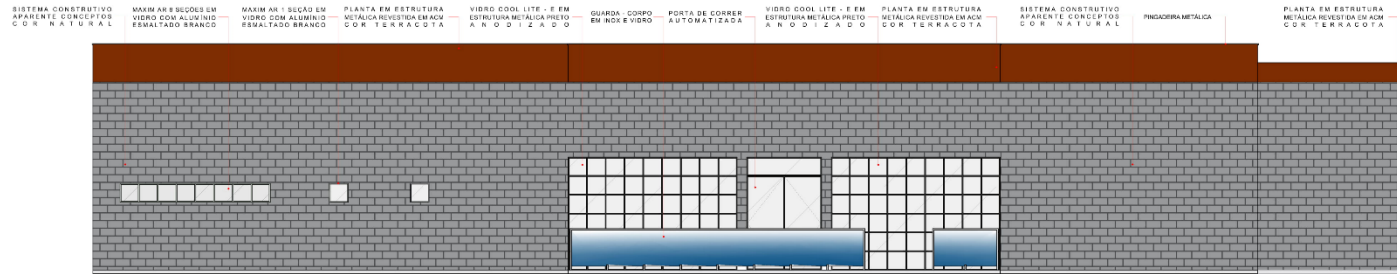 SISTEMA CONSTRUTIVO
APARENTE CONCEPTOS
COR NATURAL
MAXIM AR 8 SEÇÕES EM
VIDRO COM ALUMÍNIO
ESMALTADO BRANCO
MAXIM AR 1 SEÇÃO EM
VIDRO COM ALUMÍNIO
ESMALTADO BRANCO
PLANTA EM ESTRUTURA
METÁLICA REVESTIDA EM ACM
COR TERRACOTA
VIDRO COOL LITE - E EM
ESTRUTURA METÁLICA PRETO
ANODIZADO
GUARDA - CORPO
EM INOX E VIDRO
PORTA DE CORRER
AUTOMATIZADA
VIDRO COOL LITE - E EM
ESTRUTURA METÁLICA PRETO
ANODIZADO
PLANTA EM ESTRUTURA
METÁLICA REVESTIDA EM ACM
COR TERRACOTA
SISTEMA CONSTRUTIVO
APARENTE CONCEPTOS
COR NATURAL
PINGADEIRA METÁLICA
PLANTA EM ESTRUTURA
METÁLICA REVESTIDA EM ACM
COR TERRACOTA